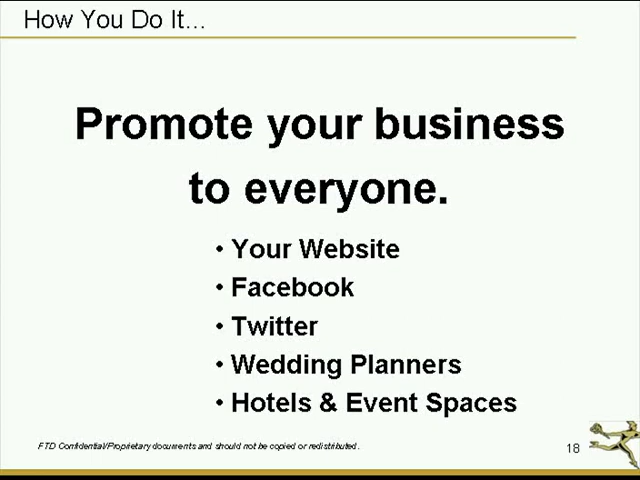 How You Do It...
Promote your business
to everyone.
• Your Website
• Facebook
• Twitter
• Wedding Planners
• Hotels & Event Spaces
FTD Confidential/Proprietary documents and should not be copied or redistributed.
18